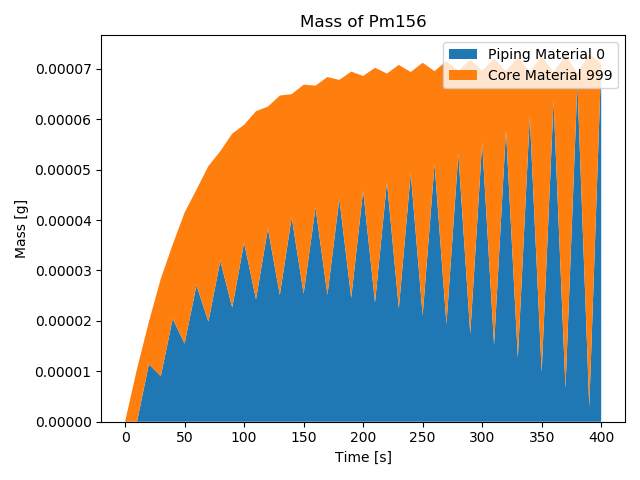 Mass of Pm156
Piping Material 0
Core Material 999
0.00007
0.00006
0.00005
0.00004
0.00003
0.00002
0.00001
0.00000
Mass [g]
0 50 100 150 200 250 300 350 400
Time [s]